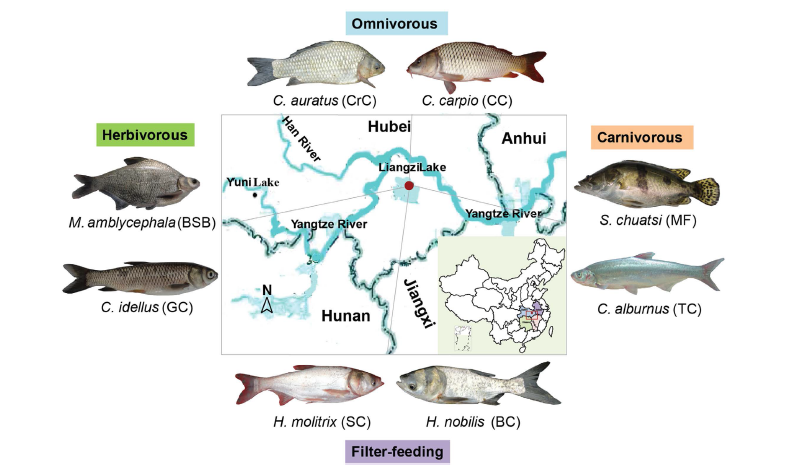 Omnivorous
C. auratus (CrC)
C. carpio (CC)
Herbivorous
Carnivorous
Han River
Hubei
Anhui
LiangziLake
Yuni Lake
M. amblycephala (BSB)
Yangtze River
Yangtze River
S. chuatsi (MF)
C. idellus (GC)
N
Hunan
Jiangxi
C. alburnus (TC)
H. molitrix (SC)
H. nobilis (BC)
Filter-feeding